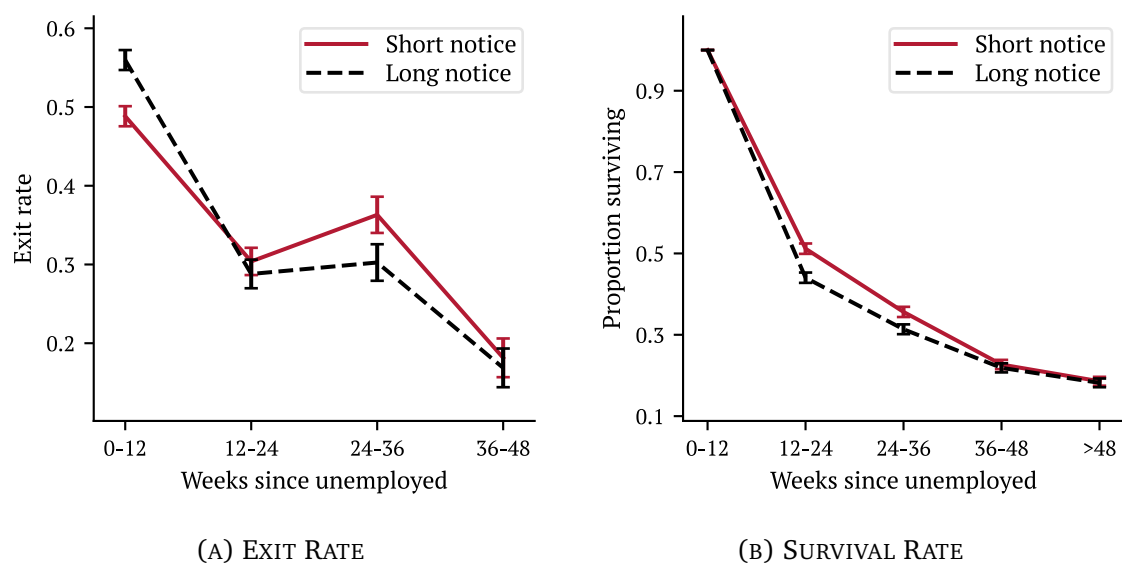 Short notice
Long notice
0.6
0.5
0.4
0.3
0.2
Exit rate
0-12
12-24
24-36
36-48
Weeks since unemployed
(A) EXIT RATE
Short notice
Long notice
0.9
0.7
0.5
0.3
0.1
Proportion surviving
0-12
12-24
24-36
36-48
>48
Weeks since unemployed
(B) SURVIVAL RATE